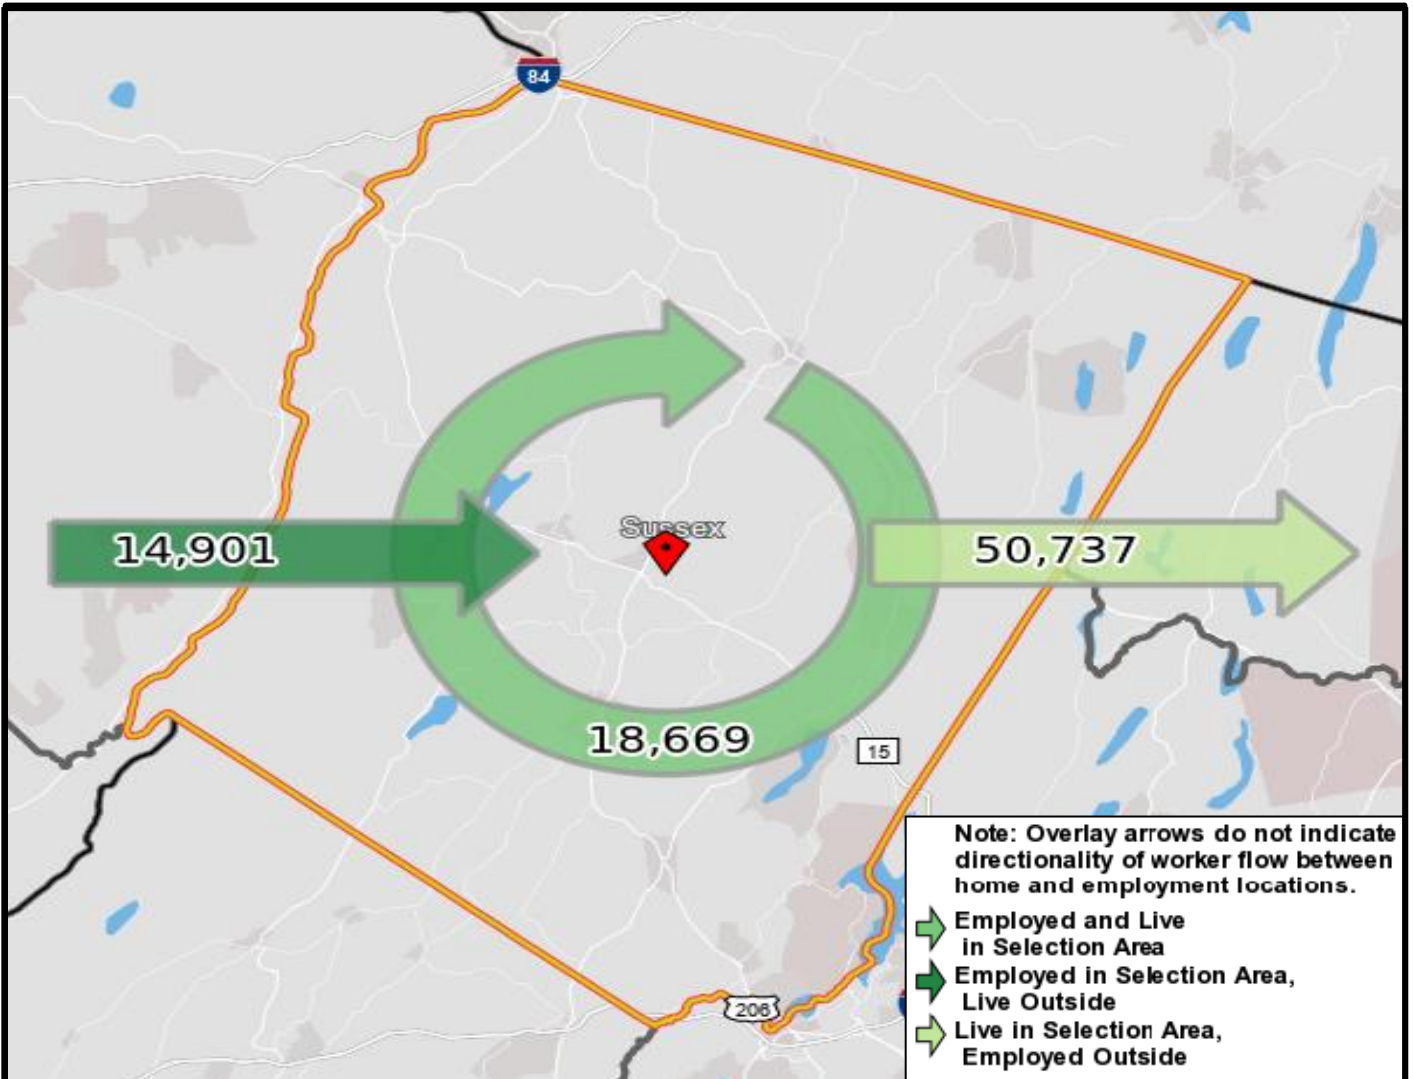 84
Sussex
14,901
50,737
18,669
15
206
Note: Overlay arrows do not indicate
directionality of worker flow between
home and employment locations.
Employed and Live
in Selection Area
Employed in Selection Area,
Live Outside
Live in Selection Area,
Employed Outside